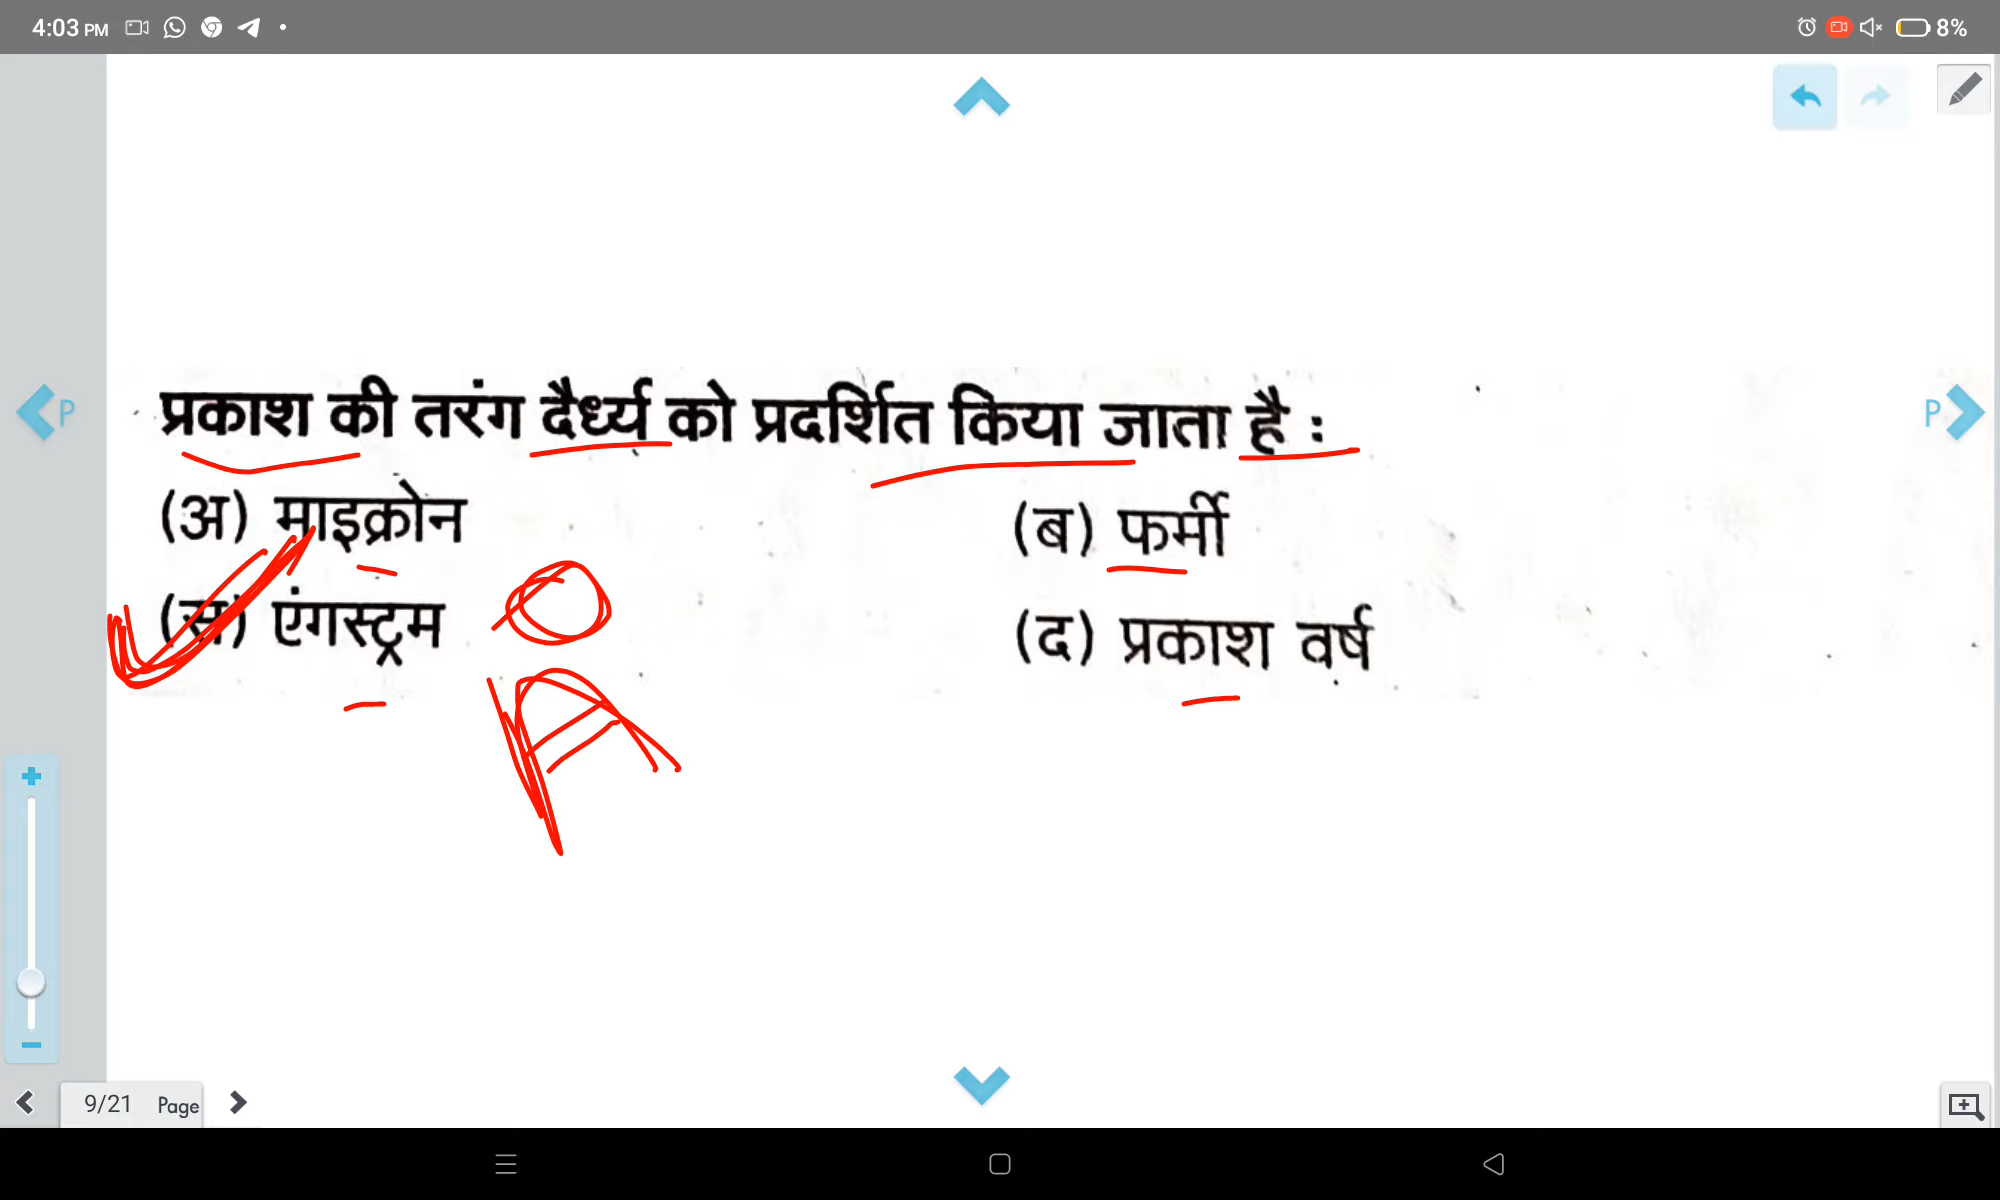 4:03 PM 8%
P P
प्रकाश की तरंग दैर्ध्य को प्रदर्शित किया जाता है :
(अ) माइक्रोन (ब) फर्मी
(स) एंगस्ट्रम (द) प्रकाश वर्ष
Å
9/21 Page